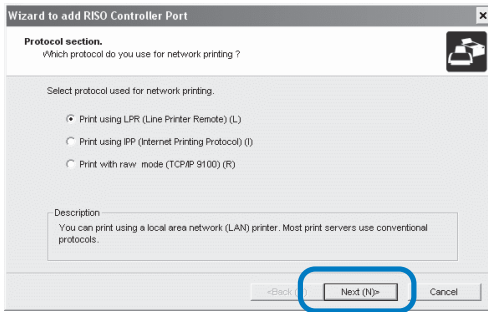 Wizard to add RISO Controller Port
Protocol section.
Which protocol do you use for network printing ?
Select protocol used for network printing.
Print using LPR (Line Printer Remote) (L)
Print using IPP (Internet Printing Protocol) (I)
Print with raw mode (TCP/IP 9100) (R)
Description
You can print using a local area network (LAN) printer. Most print servers use conventional
protocols.
<Back Next (N)> Cancel